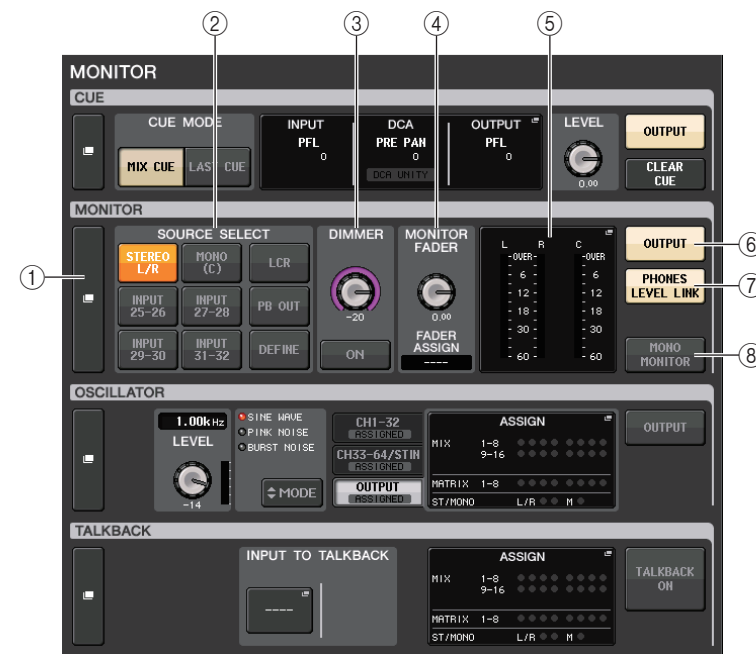 ② ③ ④ ⑤
MONITOR
CUE
CUE MODE
MIX CUE LAST CUE
INPUT
PFL
0
DCA
PRE PAN
0
DCA UNITY
OUTPUT
PFL
0
LEVEL
0.00
OUTPUT
CLEAR
CUE
MONITOR
①
SOURCE SELECT
STEREO
L/R
MONO
(C)
LCR
INPUT
25-26
INPUT
27-28
PB OUT
INPUT
29-30
INPUT
31-32
DEFINE
DIMMER
-20
ON
MONITOR
FADER
0.00
FADER
ASSIGN
----
L R C
-OVER- -OVER
6 6
12 12
18 18
30 30
60 60
OUTPUT
⑥
PHONES
LEVEL LINK
⑦
MONO
MONITOR
⑧
OSCILLATOR
1.00kHz
LEVEL
-14
SINE WAVE
PINK NOISE
BURST NOISE
MODE
CH1-32
ASSIGNED
CH33-64/STIN
ASSIGNED
OUTPUT
ASSIGNED
ASSIGN
MIX 1-8
9-16
MATRIX 1-8
ST/MONO L/R M
OUTPUT
TALKBACK
INPUT TO TALKBACK
----
ASSIGN
MIX 1-8
9-16
MATRIX 1-8
ST/MONO L/R M
TALKBACK
ON